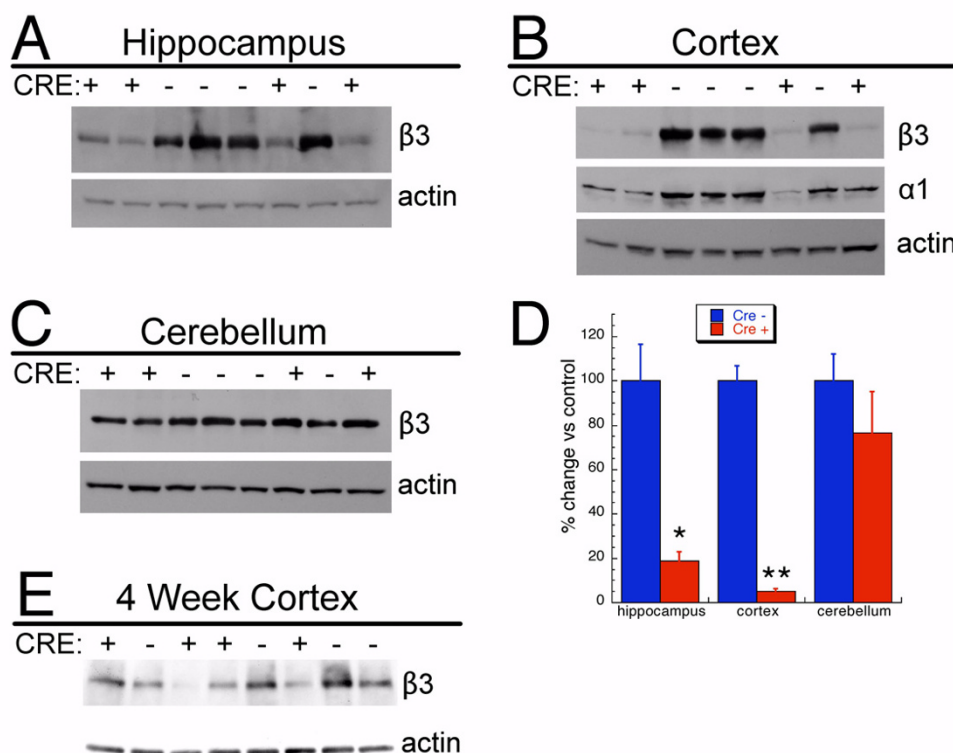 A Hippocampus
CRE: + + - - - + - +
β3
actin
B Cortex
CRE: + + - - - + - +
β3
α1
actin
C Cerebellum
CRE: + + - - - + - +
β3
actin
D
Cre -
Cre +
% change vs control
120
100
80
60
40
20
0
*
**
hippocampus cortex cerebellum
E 4 Week Cortex
CRE: + - + + - + - -
β3
actin